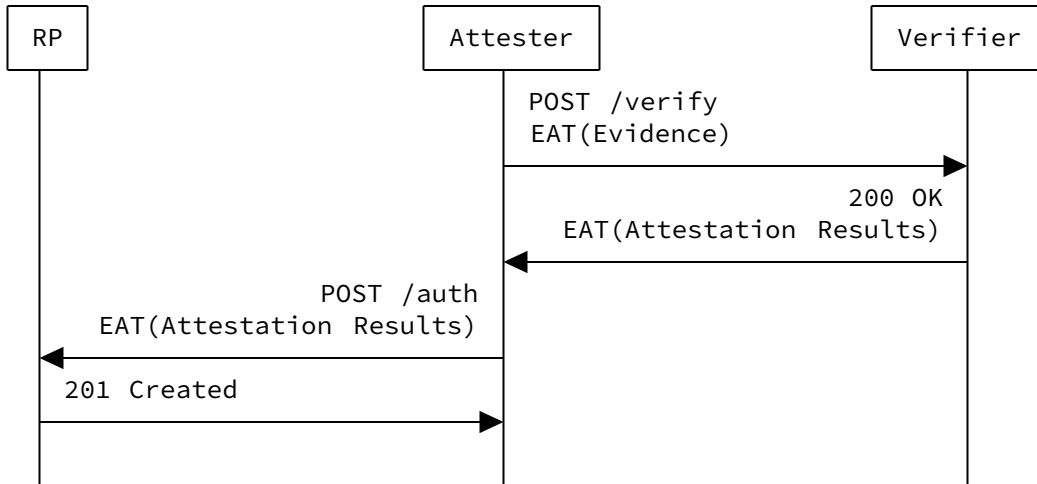 RP
Attester
Verifier
POST /verify
EAT(Evidence)
200 OK
EAT(Attestation Results)
POST /auth
EAT(Attestation Results)
201 Created